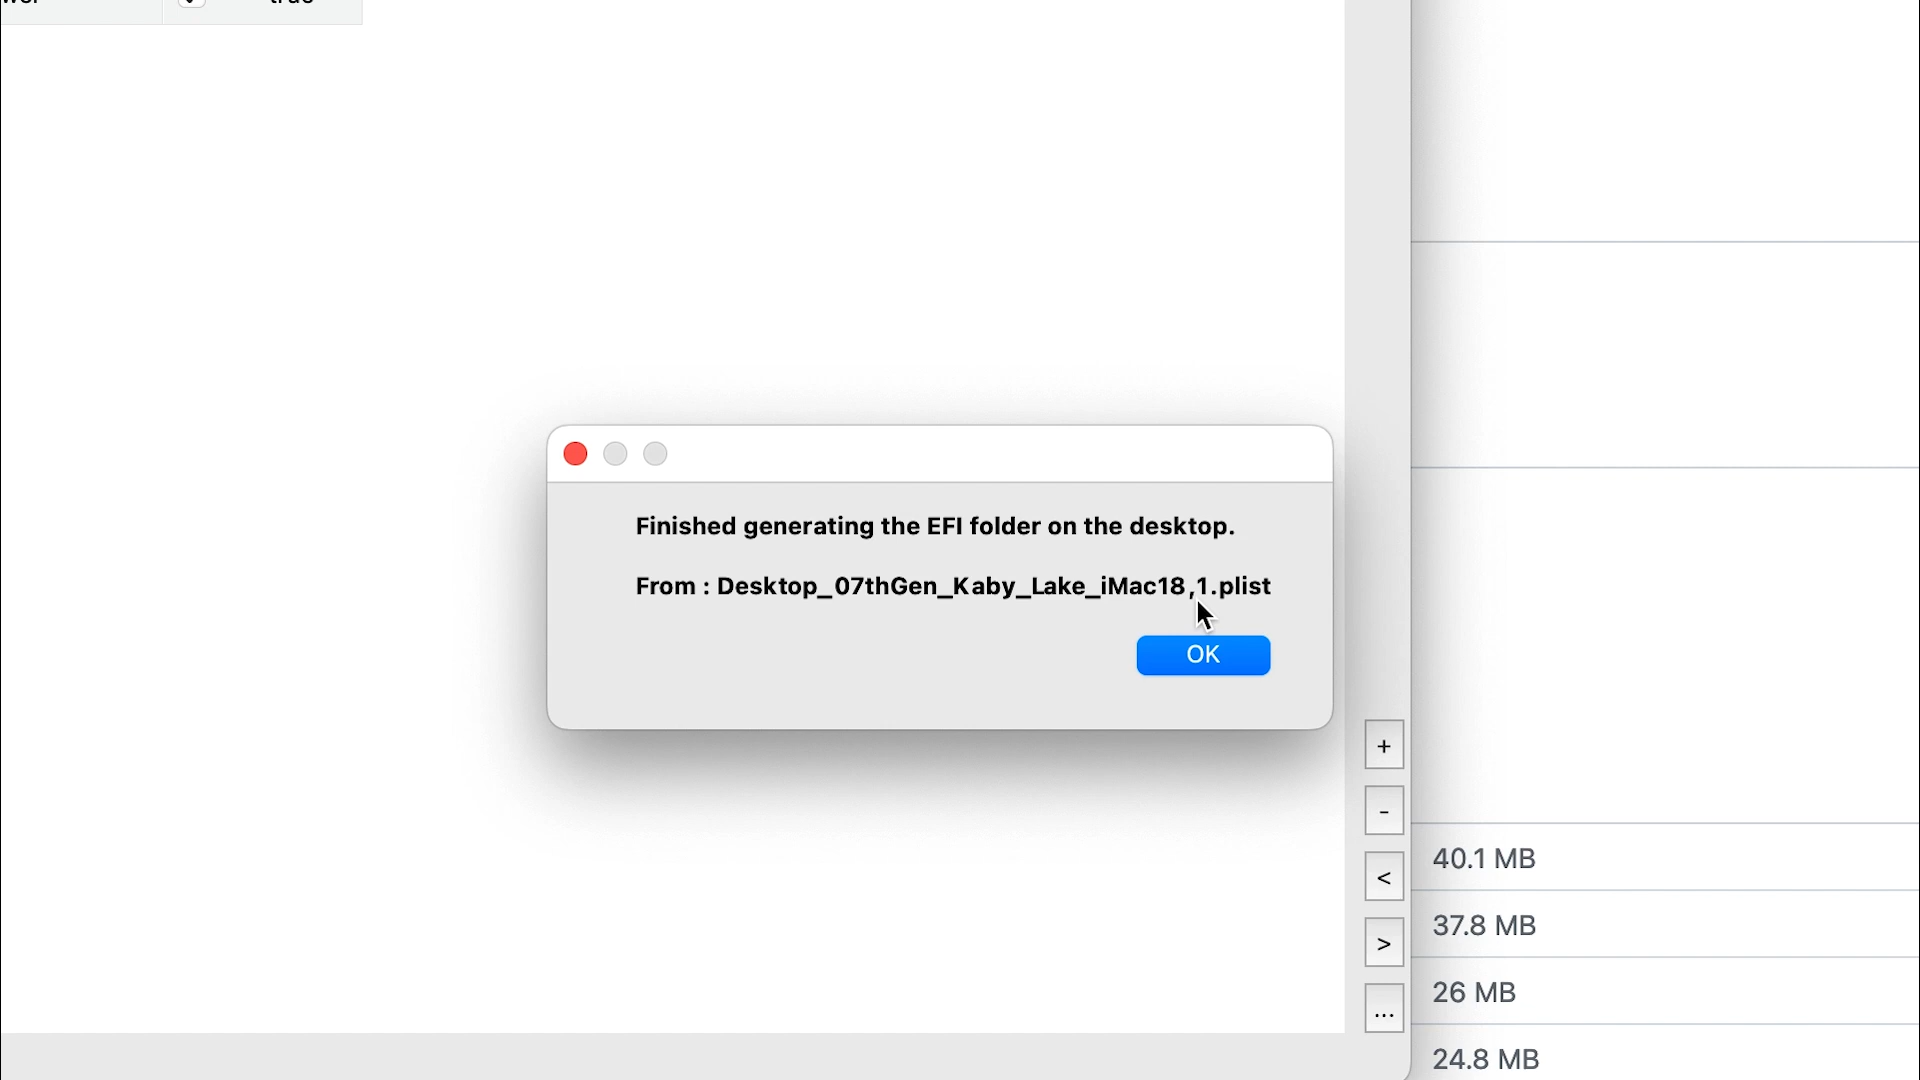 Finished generating the EFI folder on the desktop.
From : Desktop_07thGen_Kaby_Lake_iMac18,1.plist
OK
+
-
<
>
...
40.1 MB
37.8 MB
26 MB
24.8 MB